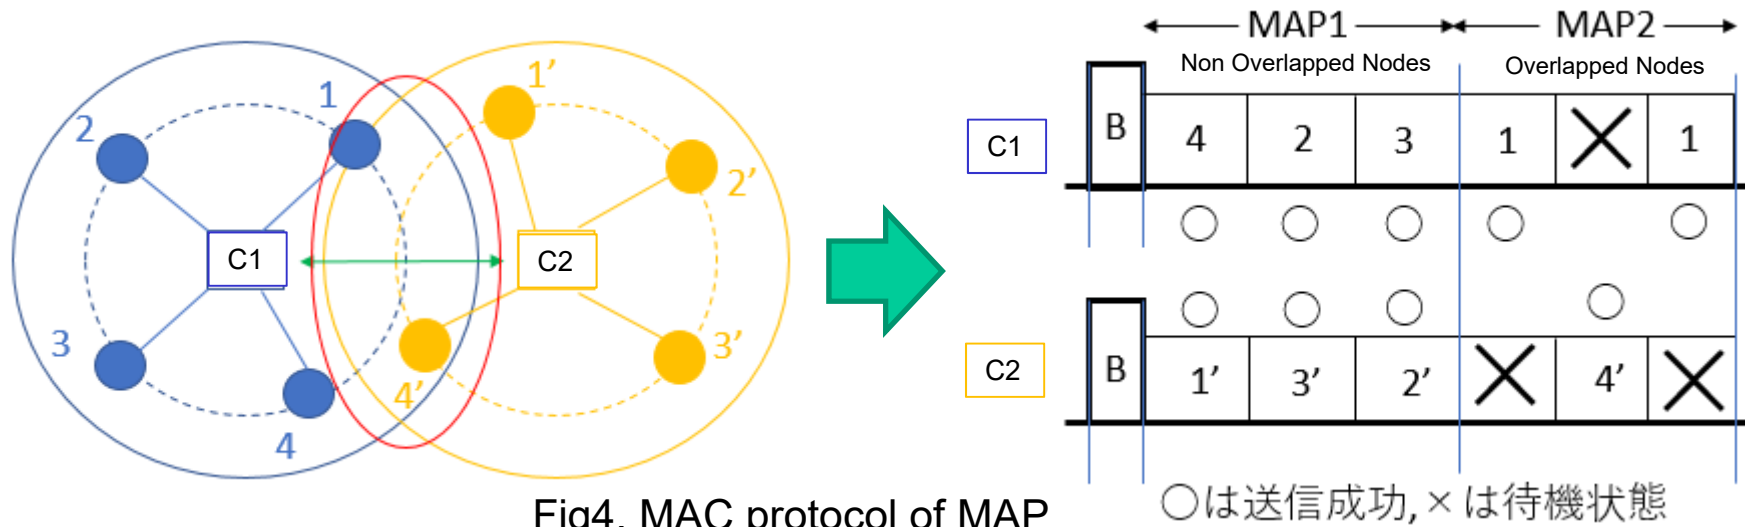 1
2
3
4
C1
1’
2’
3’
4’
C2
MAP1
MAP2
Non Overlapped Nodes
Overlapped Nodes
C1
B
4
2
3
1
1
C2
B
1’
3’
2’
4’
○は送信成功,×は待機状態
Fig4. MAC protocol of MAP